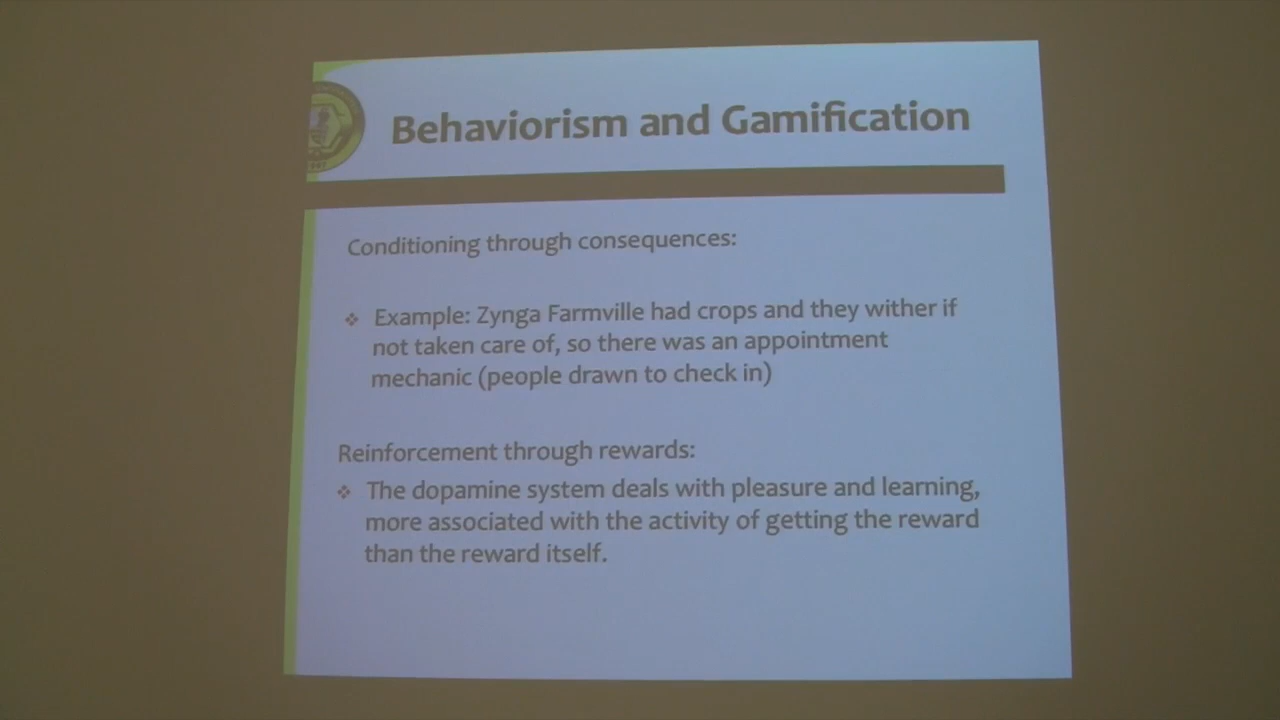 Behaviorism and Gamification
Conditioning through consequences:
❖ Example: Zynga Farmville had crops and they wither if
not taken care of, so there was an appointment
mechanic (people drawn to check in)
Reinforcement through rewards:
❖ The dopamine system deals with pleasure and learning,
more associated with the activity of getting the reward
than the reward itself.